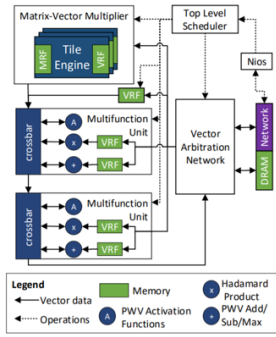 Matrix-Vector Multiplier
MRF
Tile
Engine
VRF
Top Level
Scheduler
Nios
VRF
crossbar
A
Multifunction
Unit
x
VRF
+
VRF
Vector
Arbitration
Network
Network
DRAM
crossbar
A
Multifunction
Unit
x
VRF
+
VRF
Legend
Vector data
Operations
Memory
A
PWV Activation
Functions
x
Hadamard
Product
+
PWV Add/
Sub/Max